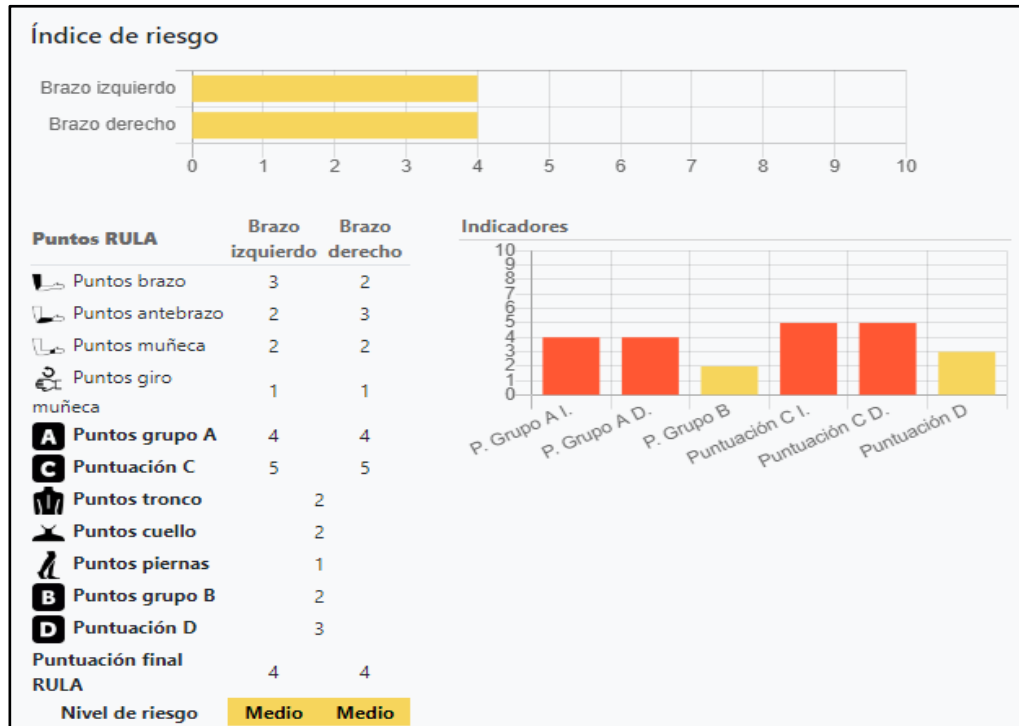 Índice de riesgo
Brazo izquierdo
Brazo derecho
0 1 2 3 4 5 6 7 8 9 10
Puntos RULA Brazo izquierdo Brazo derecho
Puntos brazo 3 2
Puntos antebrazo 2 3
Puntos muñeca 2 2
Puntos giro muñeca 1 1
A Puntos grupo A 4 4
C Puntuación C 5 5
Puntos tronco 2
Puntos cuello 2
Puntos piernas 1
B Puntos grupo B 2
D Puntuación D 3
Puntuación final RULA 4 4
Nivel de riesgo Medio Medio
Indicadores
10
9
8
7
6
5
4
3
2
1
0
P. Grupo A I.
P. Grupo A D.
P. Grupo B
Puntuación C I.
Puntuación C D.
Puntuación D